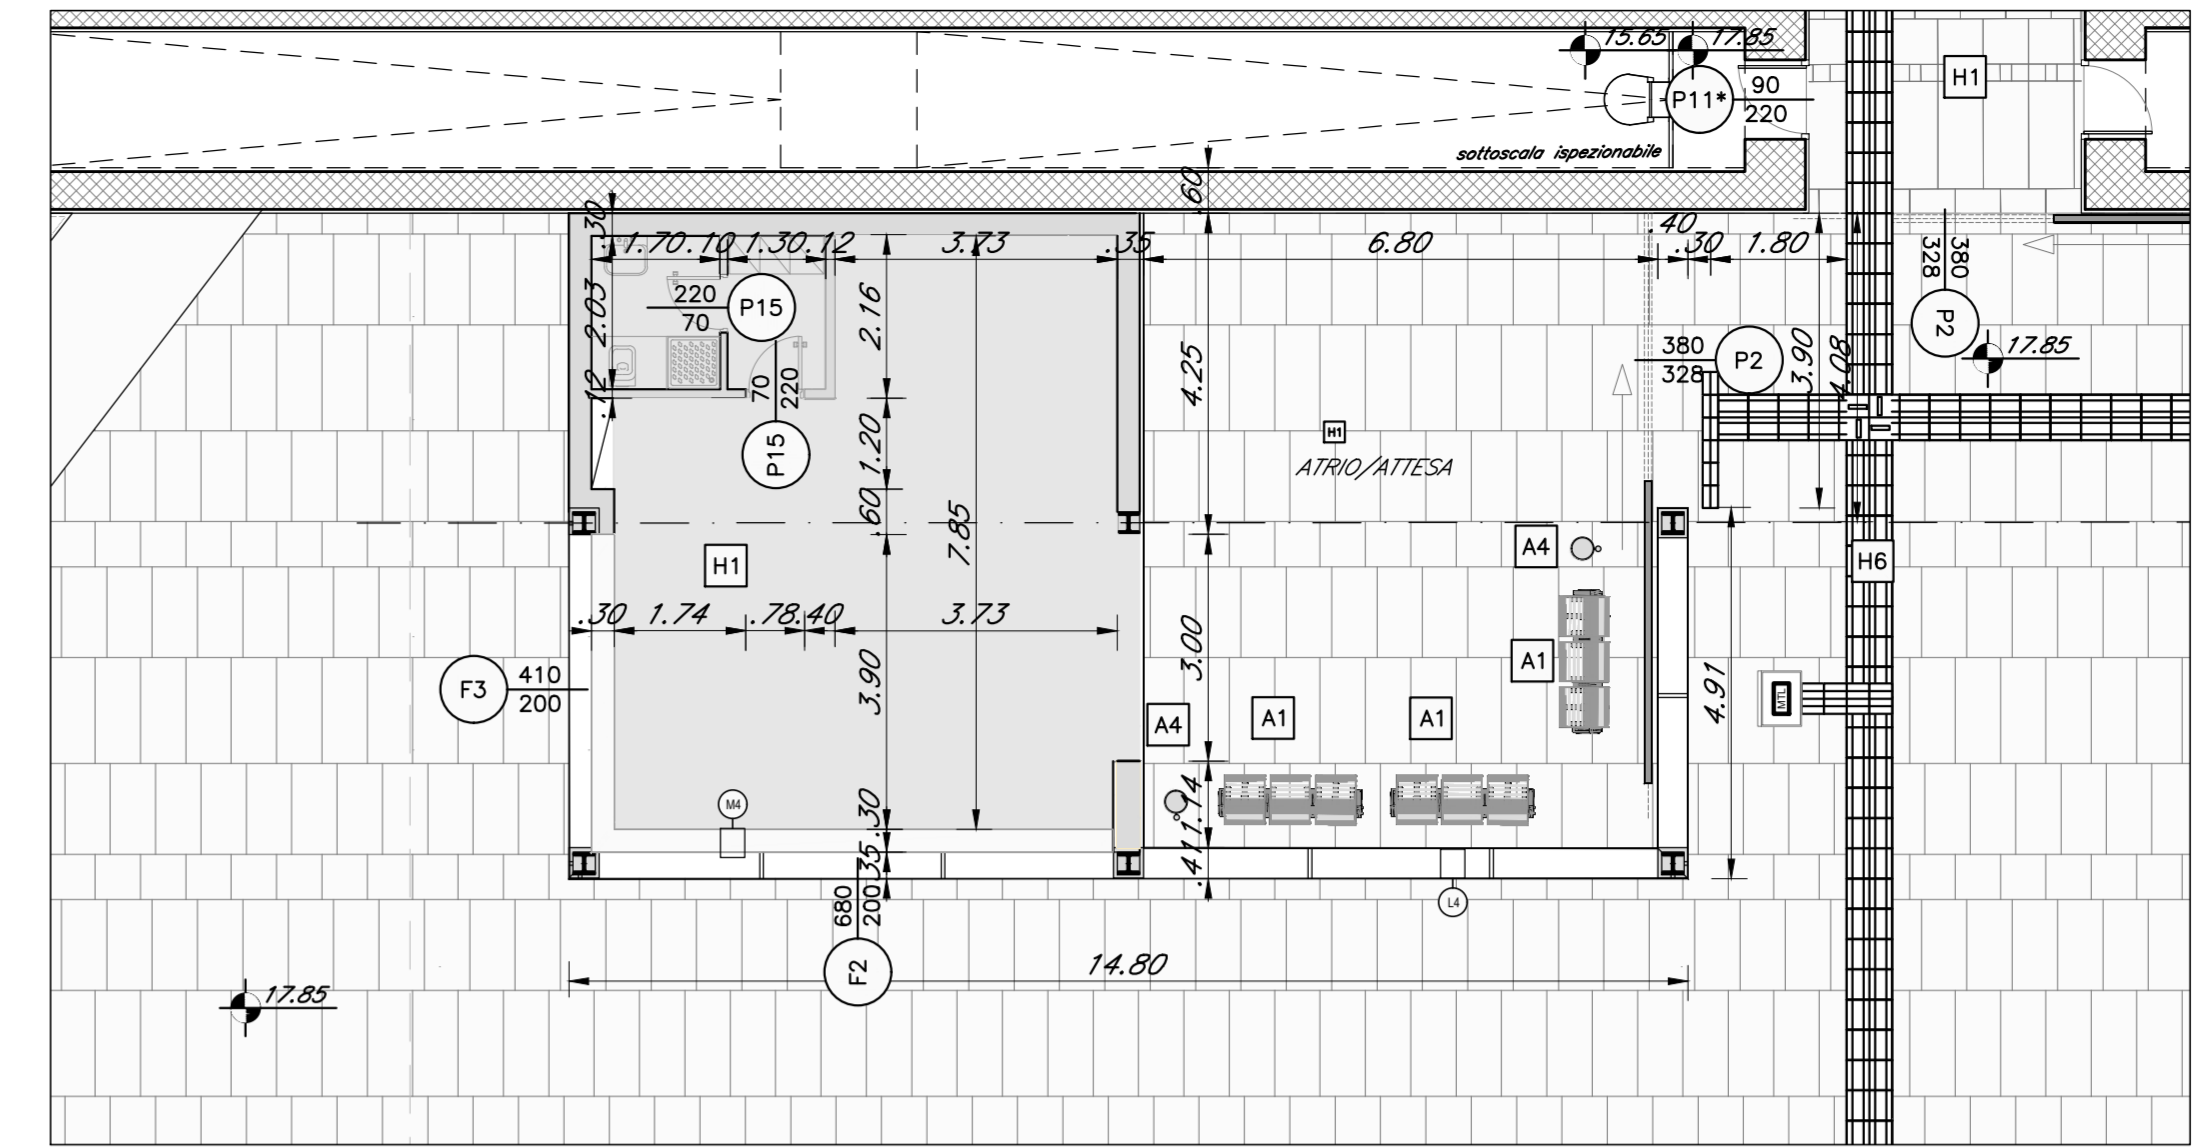 15.65
17.85
P11*
90
220
H1
sottoscala ispezionabile
.60
.30
1.70
.10
1.30
.12
3.73
.35
6.80
.40
.30
1.80
380
328
P2
17.85
220
70
P15
2.03
2.16
4.25
380
328
P2
3.90
4.08
.12
70
220
P15
1.20
.60
7.85
H1
ATRIO/ATTESA
H1
A4
H6
.30
1.74
.78
.40
3.73
3.00
F3
410
200
3.90
A1
A4
A1
A1
4.91
MTL
M4
.30
.35
1.14
.41
L4
680
200
F2
14.80
17.85